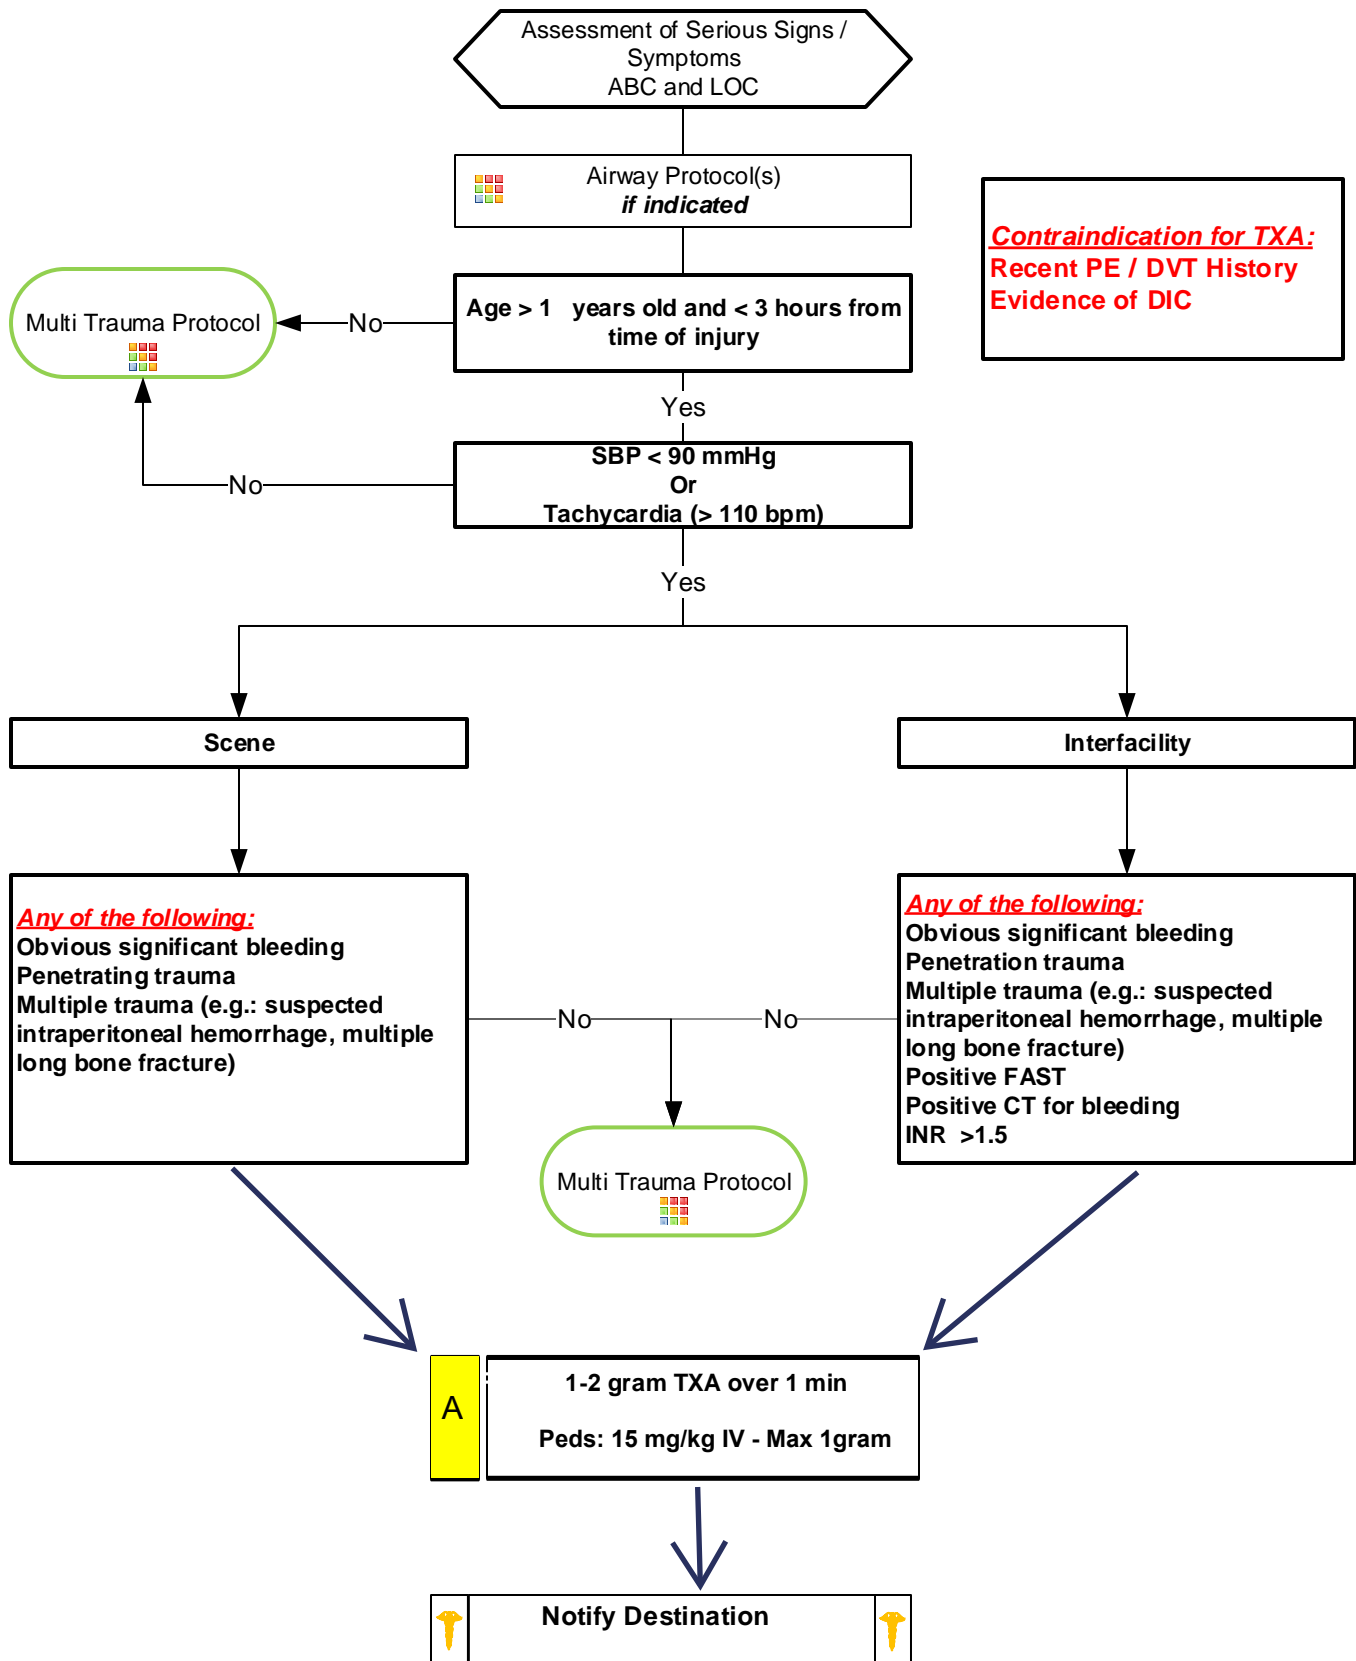 Assessment of Serious Signs /
Symptoms
ABC and LOC
Airway Protocol(s)
if indicated
Contraindication for TXA:
Recent PE / DVT History
Evidence of DIC
Multi Trauma Protocol
No
Age > 1   years old and < 3 hours from
time of injury
Yes
SBP < 90 mmHg
Or
Tachycardia (> 110 bpm)
No
Yes
Scene
Interfacility
Any of the following:
Obvious significant bleeding
Penetrating trauma
Multiple trauma (e.g.: suspected
intraperitoneal hemorrhage, multiple
long bone fracture)
No
No
Any of the following:
Obvious significant bleeding
Penetration trauma
Multiple trauma (e.g.: suspected
intraperitoneal hemorrhage, multiple
long bone fracture)
Positive FAST
Positive CT for bleeding
INR  >1.5
Multi Trauma Protocol
A
1-2 gram TXA over 1 min
Peds: 15 mg/kg IV - Max 1gram
Notify Destination